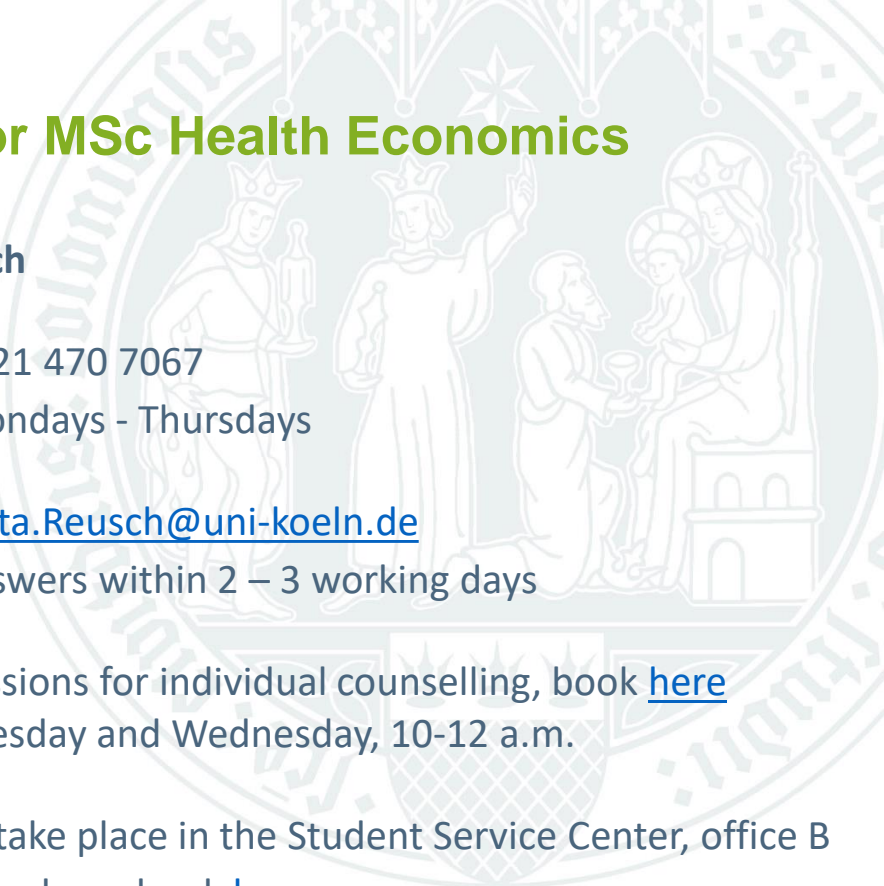 or MSc Health Economics
ch
21 470 7067
ondays - Thursdays
ta.Reusch@uni-koeln.de
swers within 2 – 3 working days
sions for individual counselling, book here
esday and Wednesday, 10-12 a.m.
take place in the Student Service Center, office B